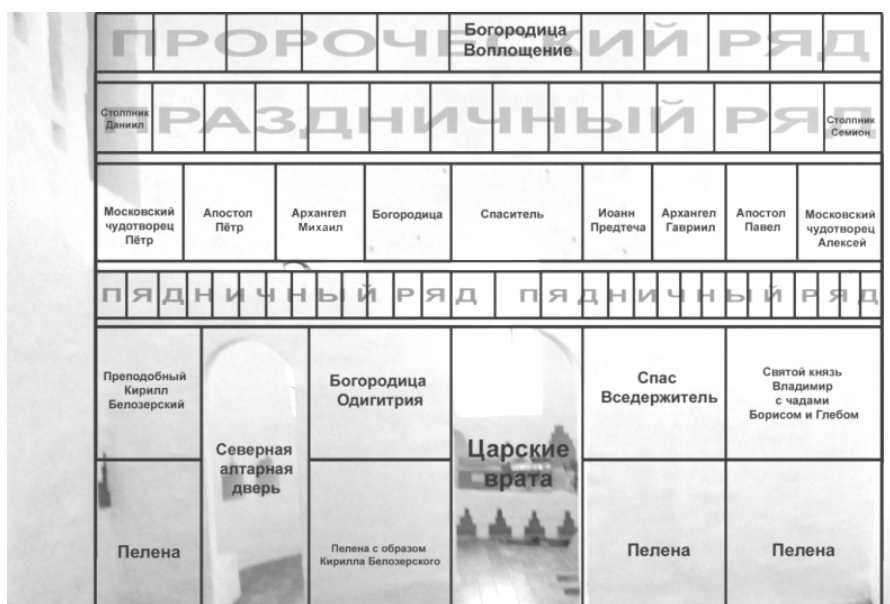 ПРОРОЧЕСКИЙ РЯД
Богородица
Воплощение
РАЗДНИЧНЫЙ РЯД
Столпник
Даниил
Столпник
Семион
Московский
чудотворец
Пётр
Апостол
Пётр
Архангел
Михаил
Богородица
Спаситель
Иоанн
Предтеча
Архангел
Гавриил
Апостол
Павел
Московский
чудотворец
Алексей
ПЯДНИЧНЫЙ РЯД ПЯДНИЧНЫЙ РЯД
Преподобный
Кирилл
Белозерский
Северная
алтарная
дверь
Богородица
Одигитрия
Царские
врата
Спас
Вседержитель
Святой князь
Владимир
с чадами
Борисом и Глебом
Пелена
Пелена с образом
Кирилла Белозерского
Пелена
Пелена